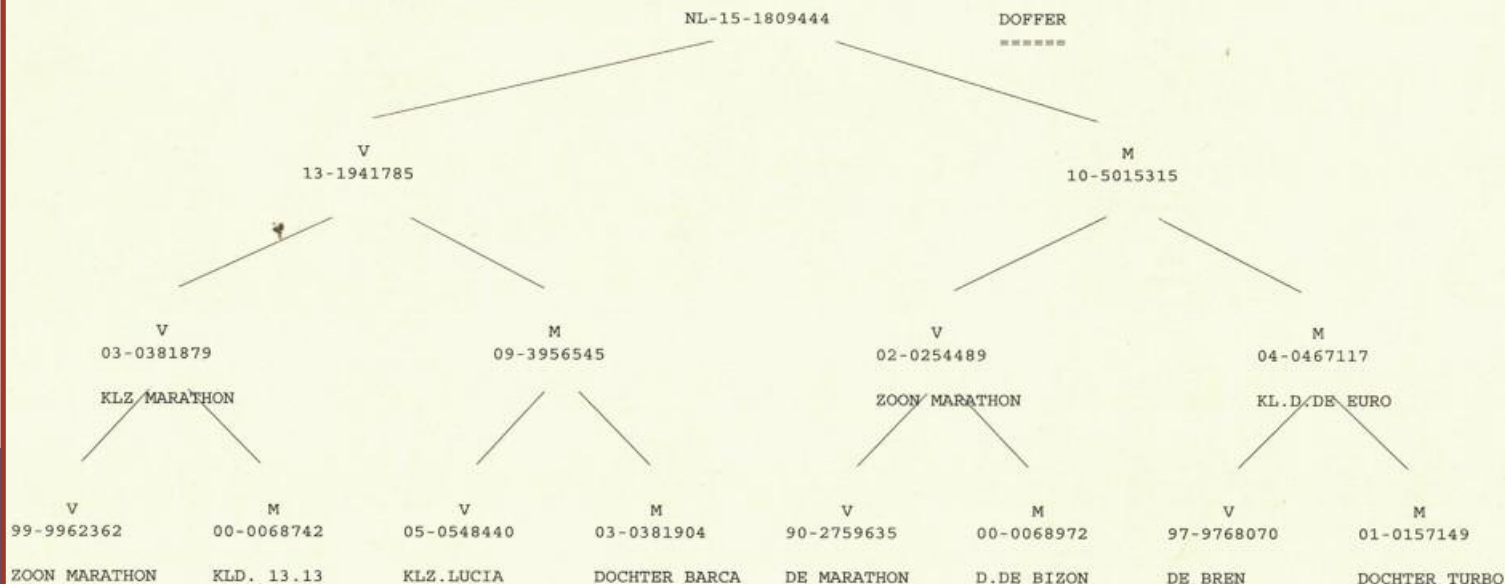 NL-15-1809444 DOFFER
======
V M
13-1941785 10-5015315
V M V M
03-0381879 09-3956545 02-0254489 04-0467117
KLZ MARATHON ZOON MARATHON KL.D.DE EURO
V M V M V M V M
99-9962362 00-0068742 05-0548440 03-0381904 90-2759635 00-0068972 97-9768070 01-0157149
ZOON MARATHON KLD. 13.13 KLZ.LUCIA DOCHTER BARCA DE MARATHON D.DE BIZON DE BREN DOCHTER TURBO